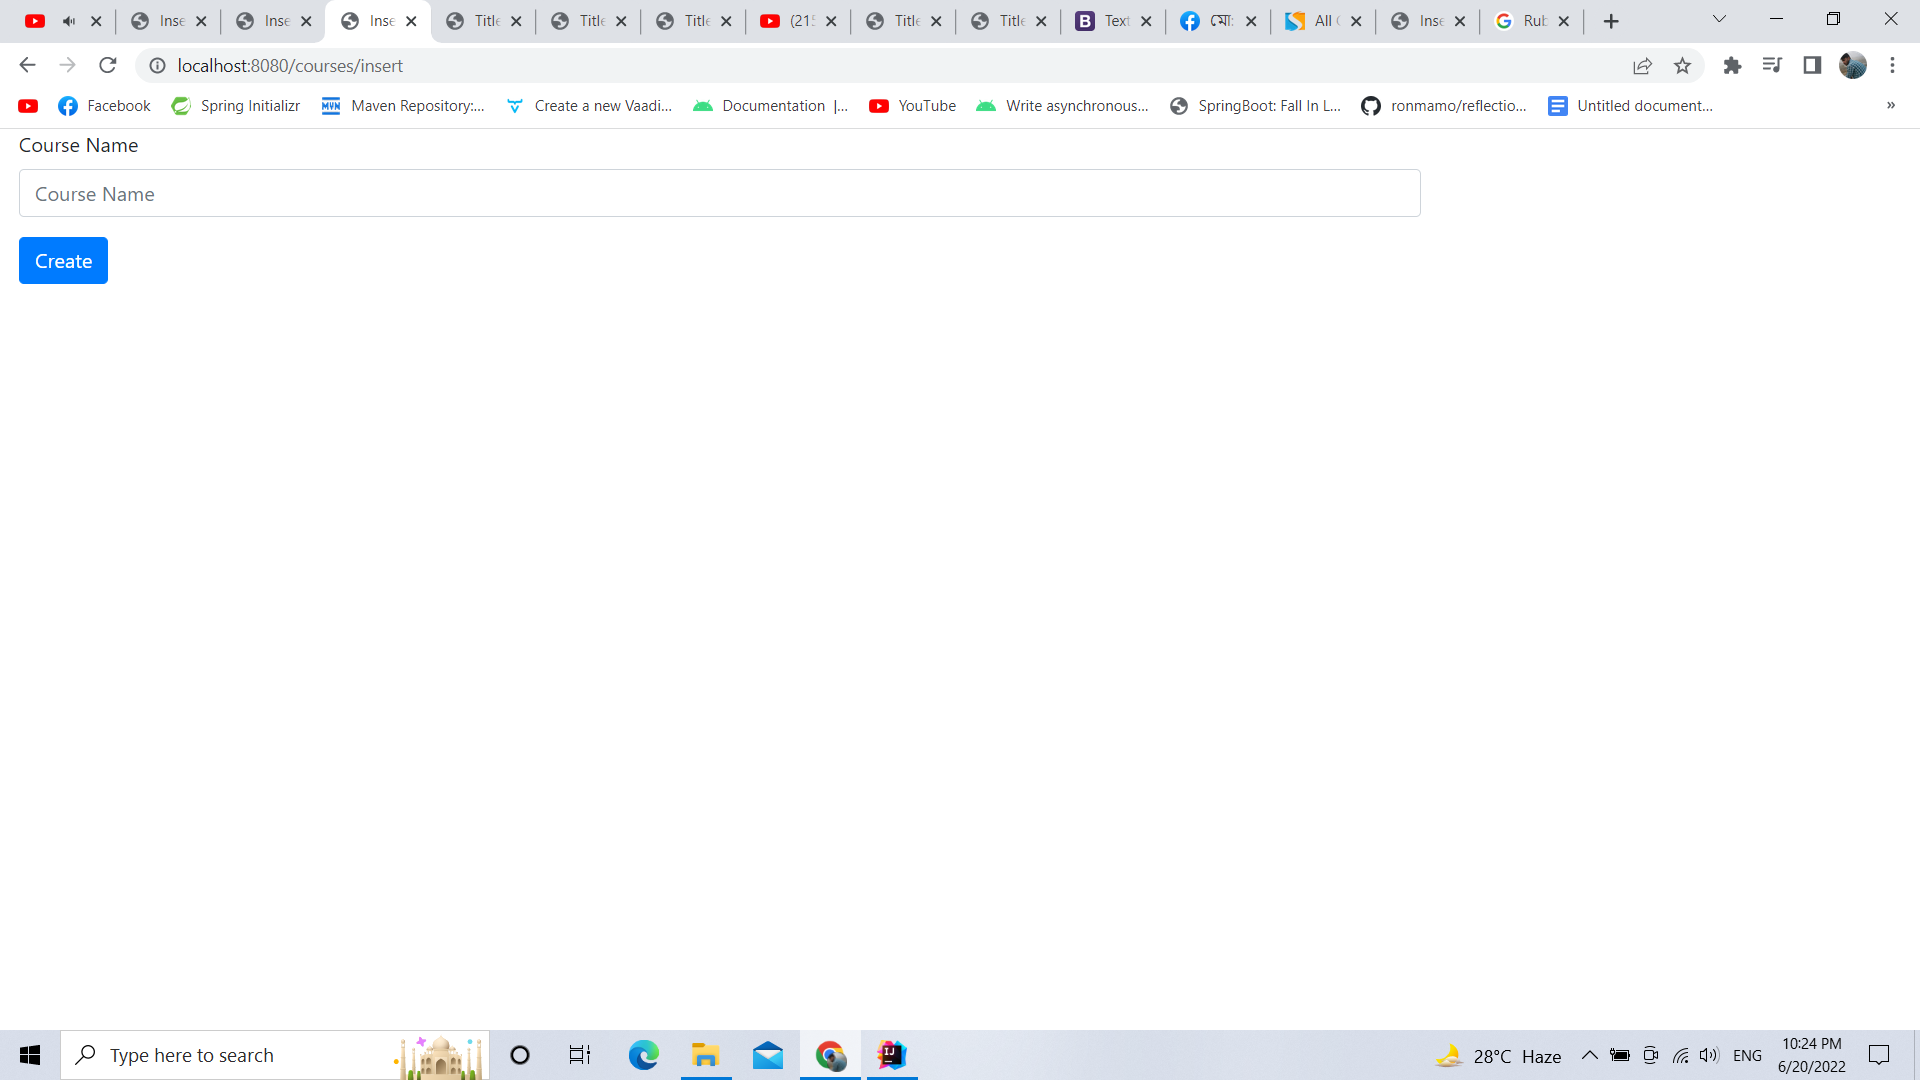 Inse Inse Inse Title Title Title (215 Title Title Text মো: All Inse Rub
localhost:8080/courses/insert
Facebook Spring Initializr Maven Repository:... Create a new Vaadi... Documentation |... YouTube Write asynchronous... SpringBoot: Fall In L... ronmamo/reflectio... Untitled document... »
Course Name
Course Name
Create
Type here to search
28°C Haze ENG
10:24 PM
6/20/2022